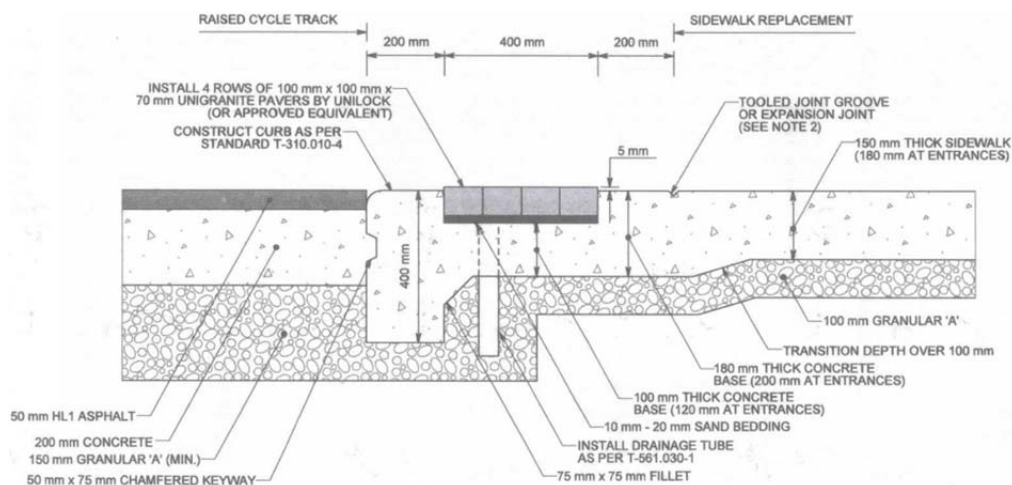 RAISED CYCLE TRACK
SIDEWALK REPLACEMENT
200 mm
400 mm
200 mm
INSTALL 4 ROWS OF 100 mm x 100 mm x
70 mm UNIGRANITE PAVERS BY UNILOCK
(OR APPROVED EQUIVALENT)
CONSTRUCT CURB AS PER
STANDARD T-310.010-4
TOOLED JOINT GROOVE
OR EXPANSION JOINT
(SEE NOTE 2)
150 mm THICK SIDEWALK
(180 mm AT ENTRANCES)
5 mm
400 mm
100 mm GRANULAR 'A'
TRANSITION DEPTH OVER 100 mm
180 mm THICK CONCRETE
BASE (200 mm AT ENTRANCES)
100 mm THICK CONCRETE
BASE (120 mm AT ENTRANCES)
10 mm - 20 mm SAND BEDDING
INSTALL DRAINAGE TUBE
AS PER T-561.030-1
75 mm x 75 mm FILLET
50 mm HL1 ASPHALT
200 mm CONCRETE
150 mm GRANULAR 'A' (MIN.)
50 mm x 75 mm CHAMFERED KEYWAY